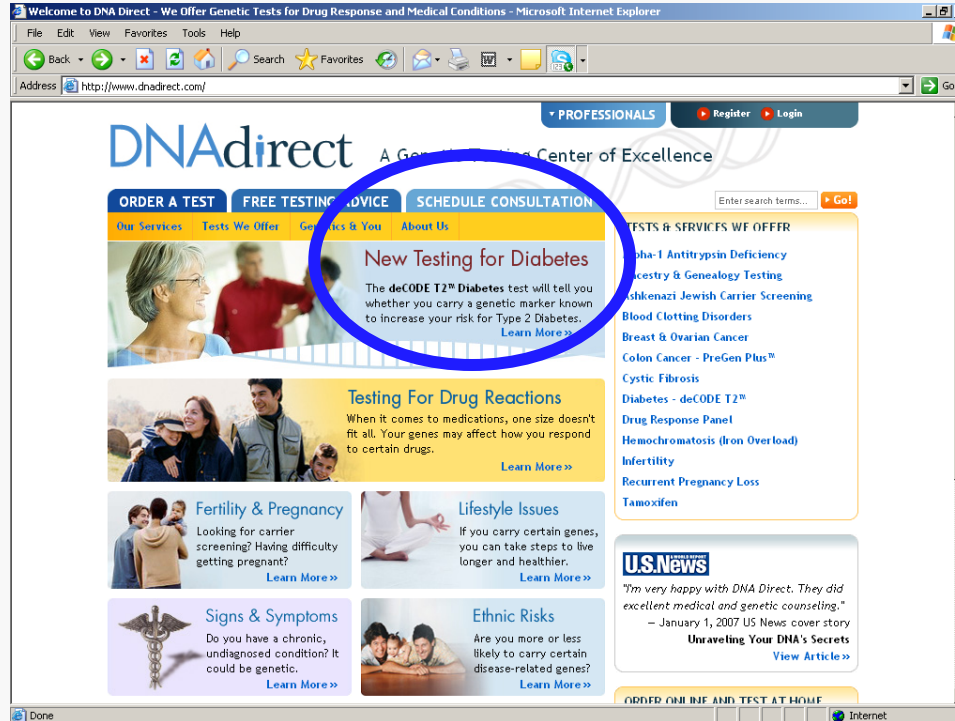 Welcome to DNA Direct - We Offer Genetic Tests for Drug Response and Medical Conditions - Microsoft Internet Explorer
File Edit View Favorites Tools Help
Back Search Favorites
Address http://www.dnadirect.com/ Go
PROFESSIONALS Register Login
DNAdirect A Genetic Testing Center of Excellence
ORDER A TEST FREE TESTING ADVICE SCHEDULE CONSULTATION
Enter search terms... Go!
Our Services Tests We Offer Genetics & You About Us
New Testing for Diabetes
The deCODE T2™ Diabetes test will tell you
whether you carry a genetic marker known
to increase your risk for Type 2 Diabetes.
Learn More »
Testing For Drug Reactions
When it comes to medications, one size doesn't
fit all. Your genes may affect how you respond
to certain drugs.
Learn More »
Fertility & Pregnancy
Looking for carrier
screening? Having difficulty
getting pregnant?
Learn More »
Lifestyle Issues
If you carry certain genes,
you can take steps to live
longer and healthier.
Learn More »
Signs & Symptoms
Do you have a chronic,
undiagnosed condition? It
could be genetic.
Learn More »
Ethnic Risks
Are you more or less
likely to carry certain
disease-related genes?
Learn More »
TESTS & SERVICES WE OFFER
Alpha-1 Antitrypsin Deficiency
Ancestry & Genealogy Testing
Ashkenazi Jewish Carrier Screening
Blood Clotting Disorders
Breast & Ovarian Cancer
Colon Cancer - PreGen Plus™
Cystic Fibrosis
Diabetes - deCODE T2™
Drug Response Panel
Hemochromatosis (Iron Overload)
Infertility
Recurrent Pregnancy Loss
Tamoxifen
U.S.News & WORLD REPORT
"I'm very happy with DNA Direct. They did
excellent medical and genetic counseling."
— January 1, 2007 US News cover story
Unraveling Your DNA's Secrets
View Article »
ORDER ONLINE AND TEST AT HOME
Done Internet